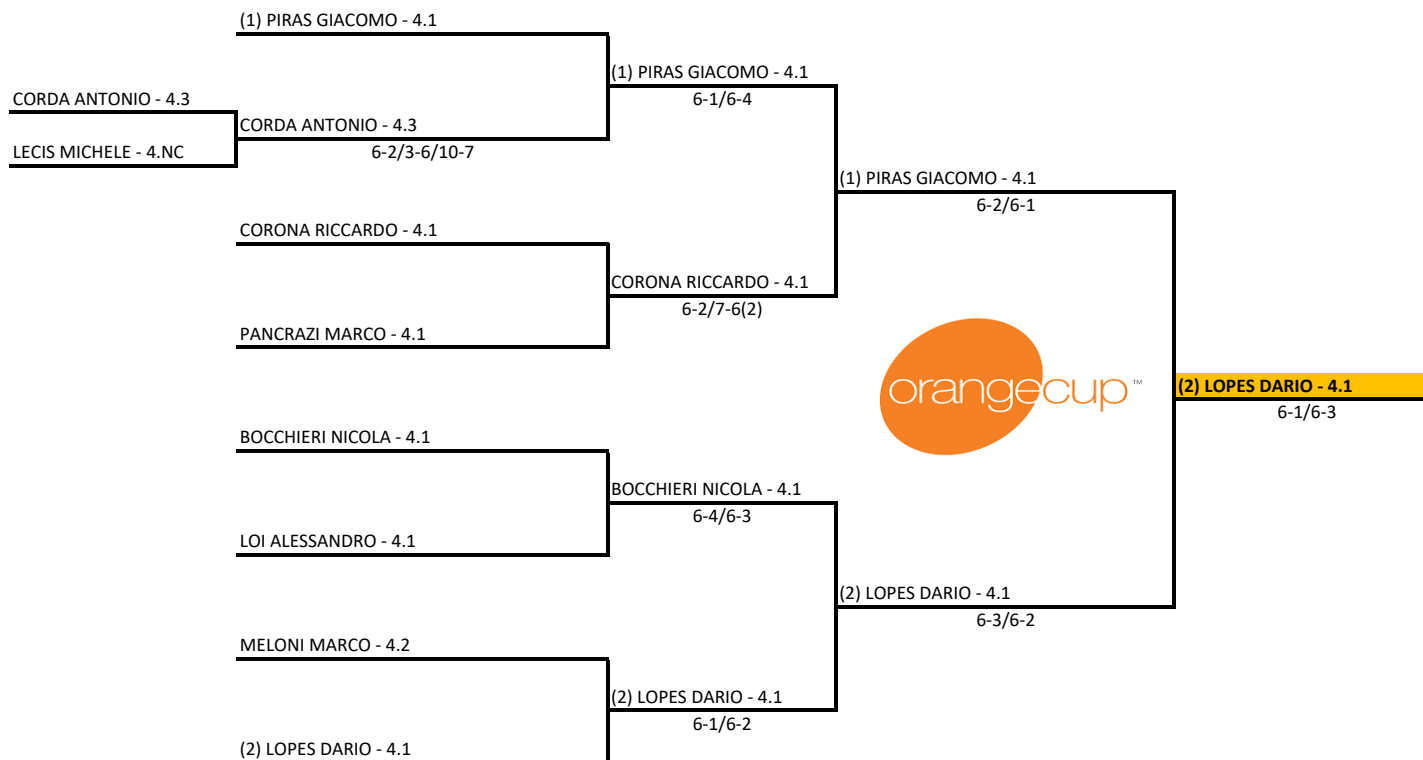 (1) PIRAS GIACOMO - 4.1
(1) PIRAS GIACOMO - 4.1
CORDA ANTONIO - 4.3
6-1/6-4
CORDA ANTONIO - 4.3
LECIS MICHELE - 4.NC
6-2/3-6/10-7
(1) PIRAS GIACOMO - 4.1
6-2/6-1
CORONA RICCARDO - 4.1
CORONA RICCARDO - 4.1
6-2/7-6(2)
PANCRAZI MARCO - 4.1
orangecup™
(2) LOPES DARIO - 4.1
6-1/6-3
BOCCHIERI NICOLA - 4.1
BOCCHIERI NICOLA - 4.1
6-4/6-3
LOI ALESSANDRO - 4.1
(2) LOPES DARIO - 4.1
6-3/6-2
MELONI MARCO - 4.2
(2) LOPES DARIO - 4.1
6-1/6-2
(2) LOPES DARIO - 4.1